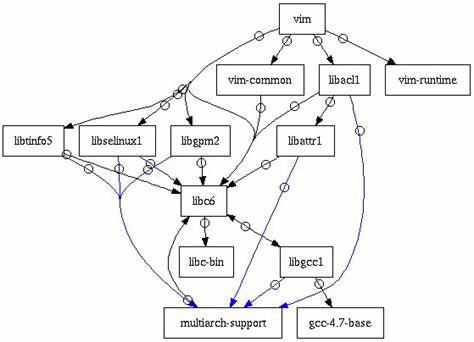 vim
vim-common
libacl1
vim-runtime
libtinfo5
libselinux1
libgpm2
libattr1
libc6
libc-bin
libgcc1
multiarch-support
gcc-4.7-base